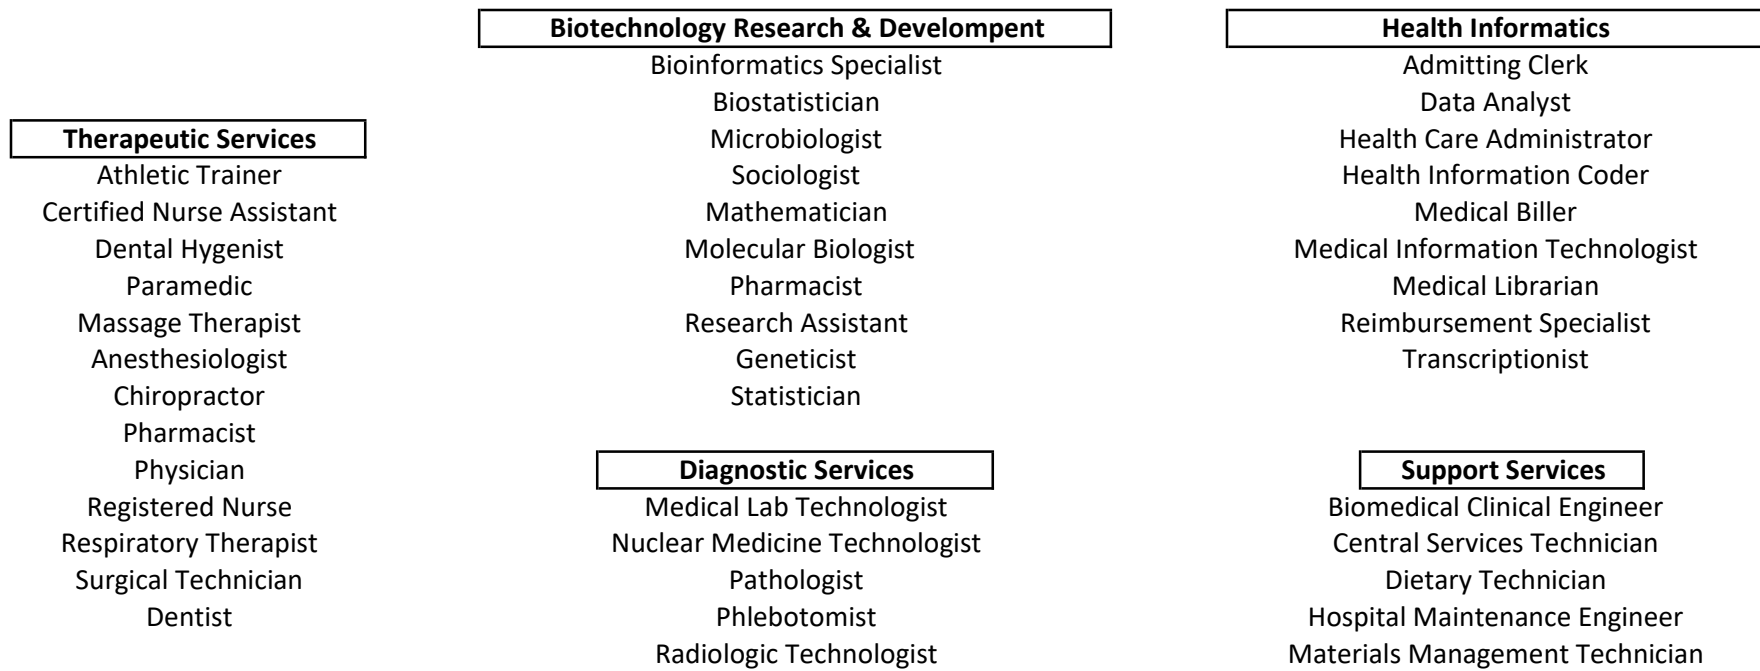 Therapeutic Services
Athletic Trainer
Certified Nurse Assistant
Dental Hygenist
Paramedic
Massage Therapist
Anesthesiologist
Chiropractor
Pharmacist
Physician
Registered Nurse
Respiratory Therapist
Surgical Technician
Dentist
Biotechnology Research & Develompent
Bioinformatics Specialist
Biostatistician
Microbiologist
Sociologist
Mathematician
Molecular Biologist
Pharmacist
Research Assistant
Geneticist
Statistician
Diagnostic Services
Medical Lab Technologist
Nuclear Medicine Technologist
Pathologist
Phlebotomist
Radiologic Technologist
Health Informatics
Admitting Clerk
Data Analyst
Health Care Administrator
Health Information Coder
Medical Biller
Medical Information Technologist
Medical Librarian
Reimbursement Specialist
Transcriptionist
Support Services
Biomedical Clinical Engineer
Central Services Technician
Dietary Technician
Hospital Maintenance Engineer
Materials Management Technician